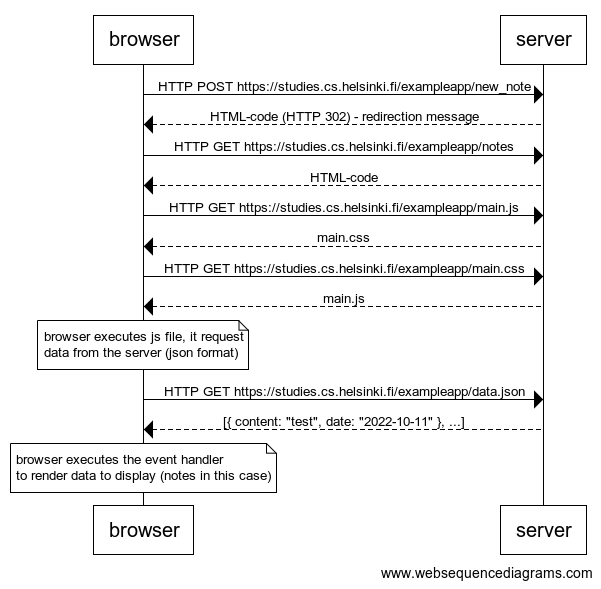 browser
server
HTTP POST https://studies.cs.helsinki.fi/exampleapp/new_note
HTML-code (HTTP 302) - redirection message
HTTP GET https://studies.cs.helsinki.fi/exampleapp/notes
HTML-code
HTTP GET https://studies.cs.helsinki.fi/exampleapp/main.js
main.css
HTTP GET https://studies.cs.helsinki.fi/exampleapp/main.css
main.js
browser executes js file, it request
data from the server (json format)
HTTP GET https://studies.cs.helsinki.fi/exampleapp/data.json
[{ content: "test", date: "2022-10-11" }, ...]
browser executes the event handler
to render data to display (notes in this case)
browser
server
www.websequencediagrams.com